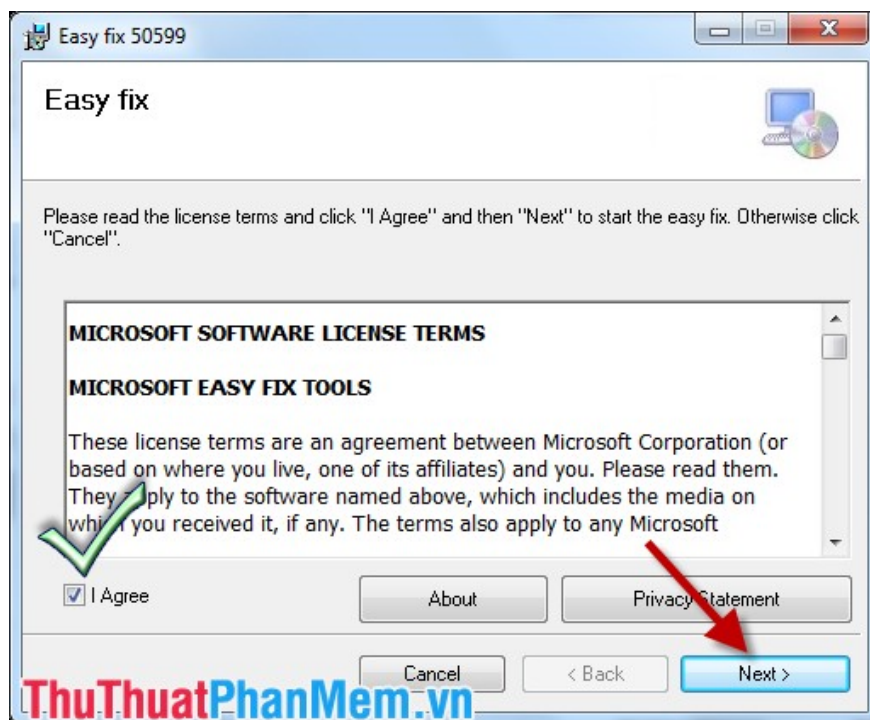 Easy fix 50599
Easy fix
Please read the license terms and click "I Agree" and then "Next" to start the easy fix. Otherwise click
"Cancel".
MICROSOFT SOFTWARE LICENSE TERMS
MICROSOFT EASY FIX TOOLS
These license terms are an agreement between Microsoft Corporation (or
based on where you live, one of its affiliates) and you. Please read them.
They apply to the software named above, which includes the media on
which you received it, if any. The terms also apply to any Microsoft
I Agree
About
Privacy Statement
Cancel
< Back
Next >
ThuThuatPhanMem.vn